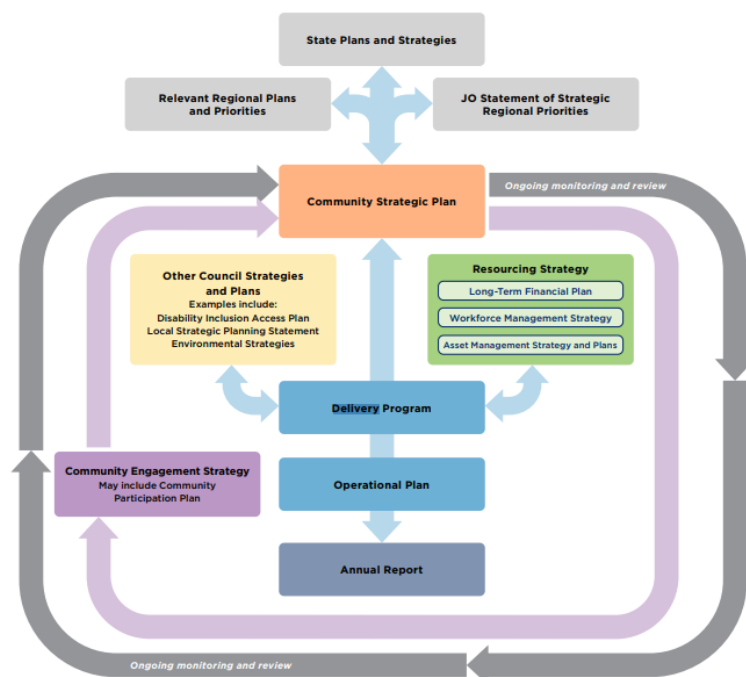 State Plans and Strategies
Relevant Regional Plans
and Priorities
JO Statement of Strategic
Regional Priorities
Community Strategic Plan
Ongoing monitoring and review
Other Council Strategies
and Plans
Examples include:
Disability Inclusion Access Plan
Local Strategic Planning Statement
Environmental Strategies
Resourcing Strategy
Long-Term Financial Plan
Workforce Management Strategy
Asset Management Strategy and Plans
Delivery Program
Community Engagement Strategy
May include Community
Participation Plan
Operational Plan
Annual Report
Ongoing monitoring and review